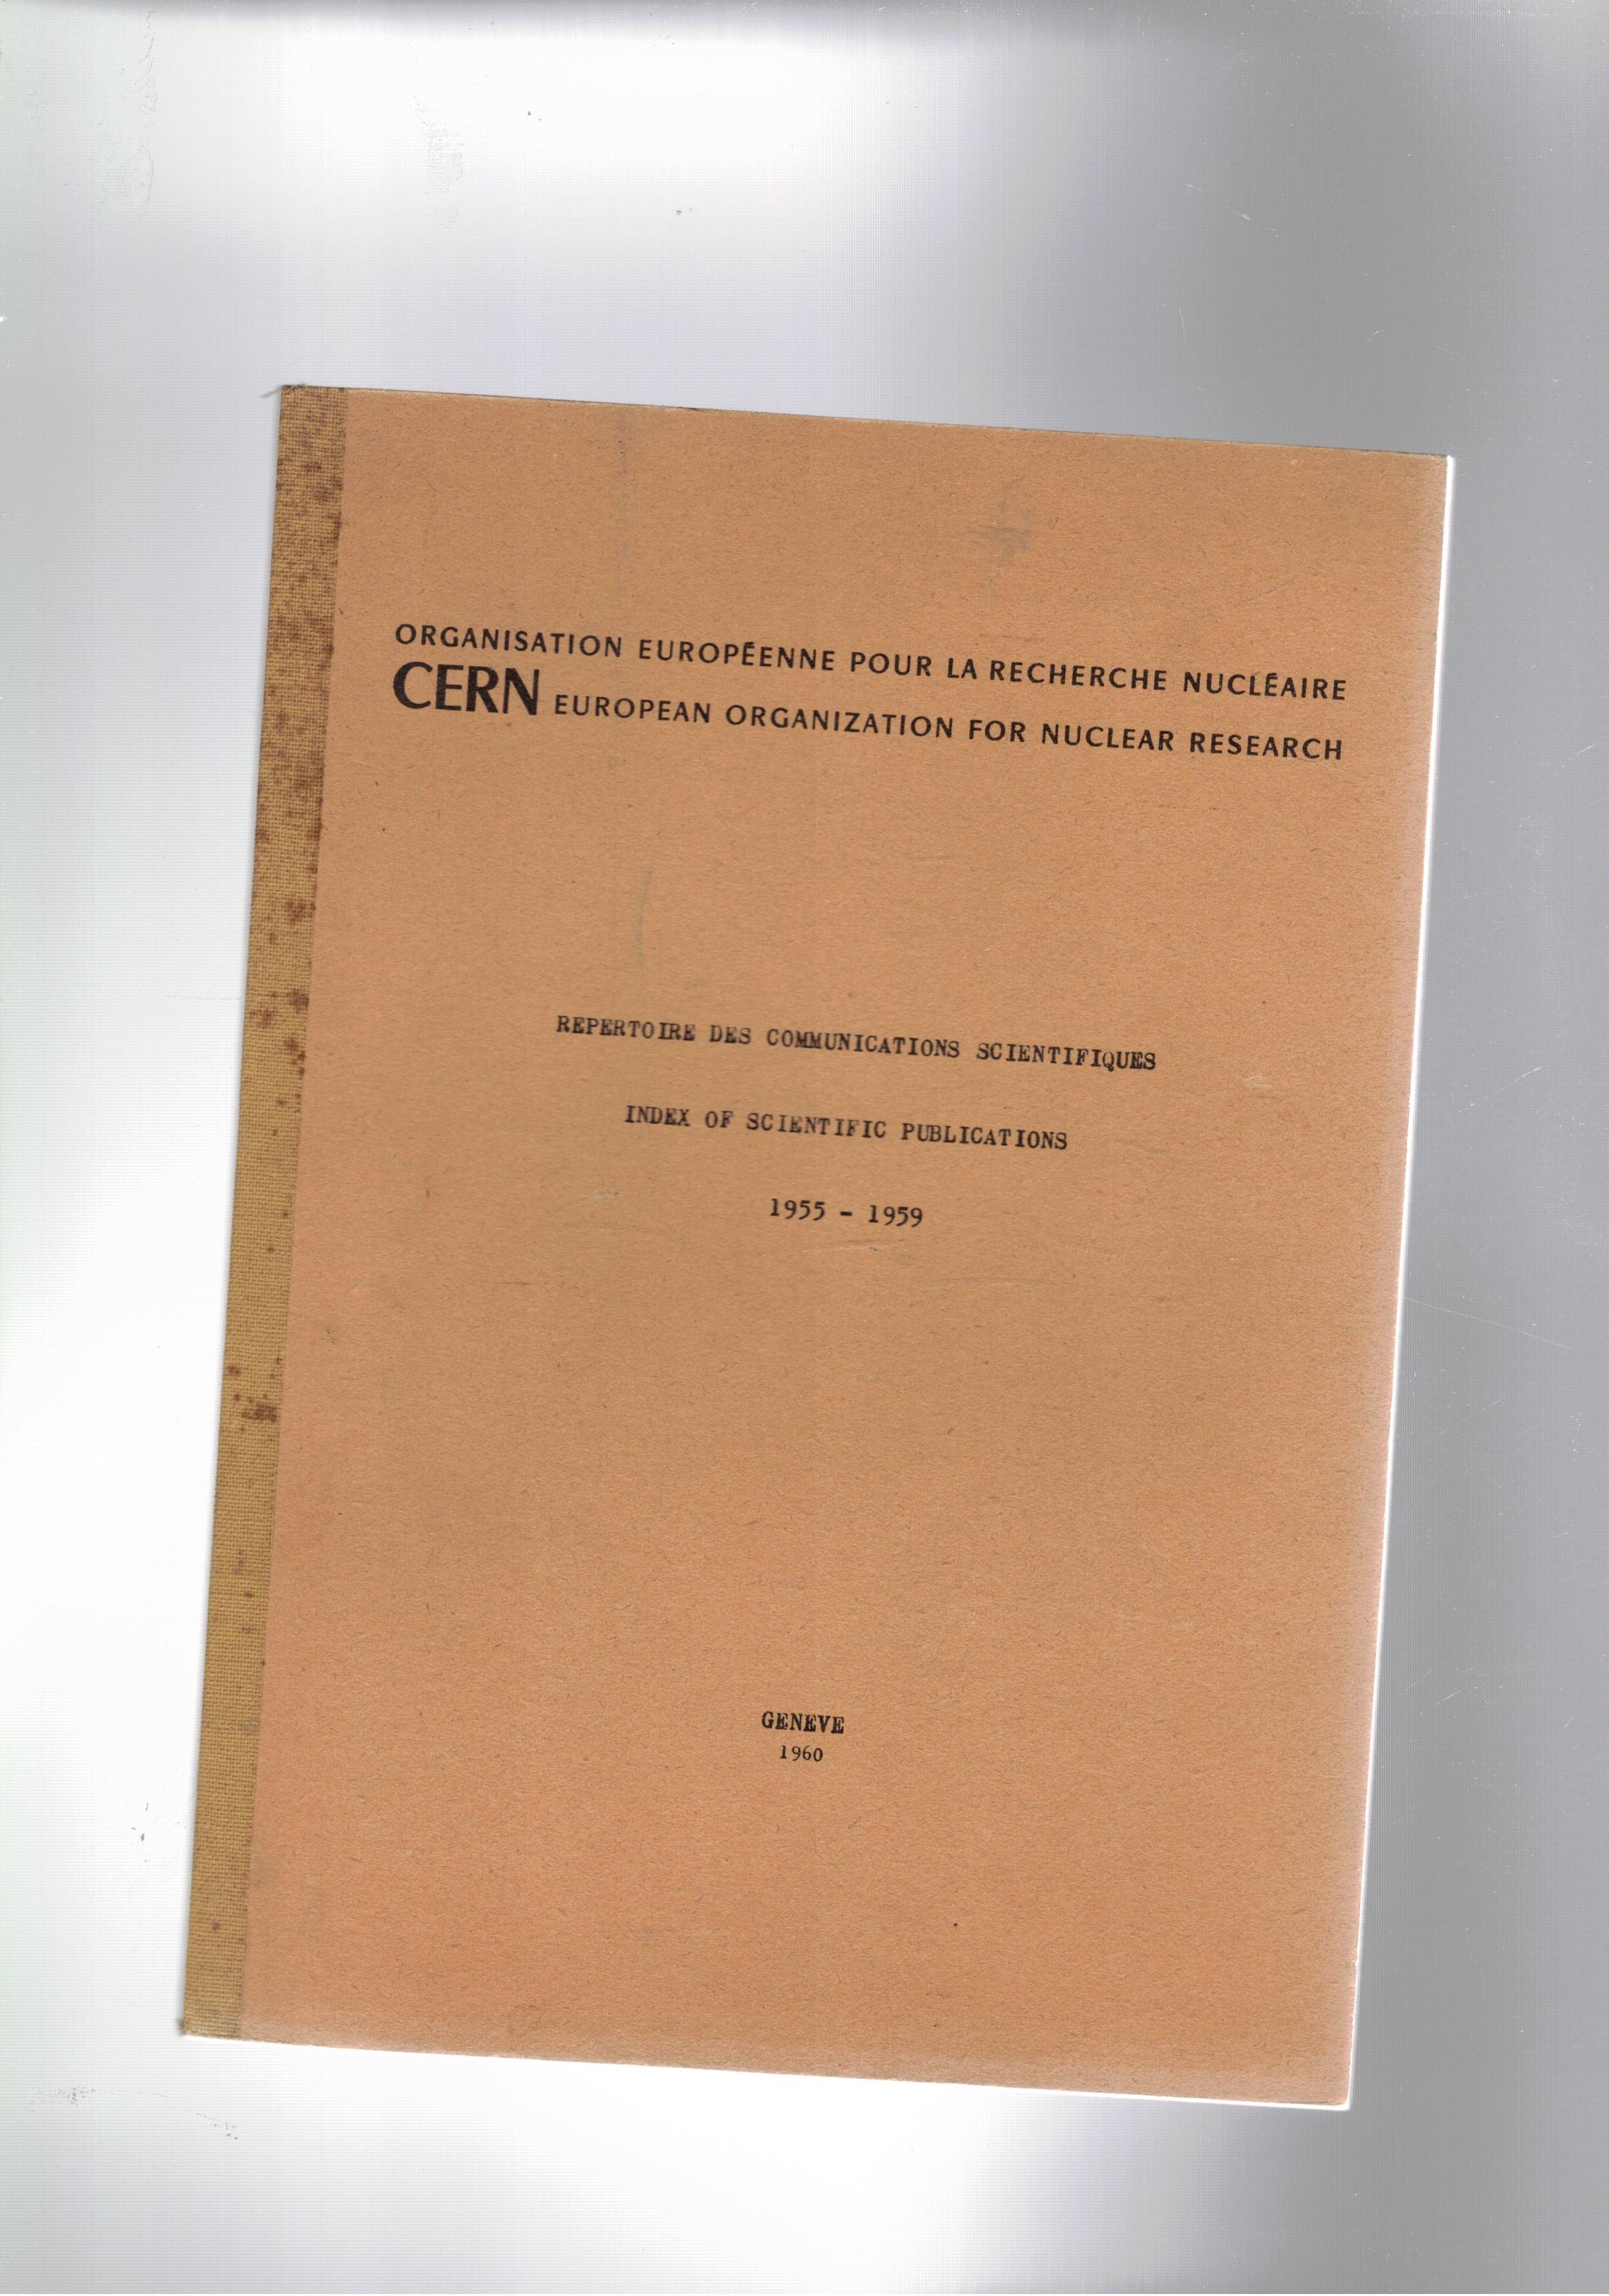 ORGANISATION EUROPÉENNE POUR LA RECHERCHE NUCLÉAIRE
CERN EUROPEAN ORGANIZATION FOR NUCLEAR RESEARCH
REPERTOIRE DES COMMUNICATIONS SCIENTIFIQUES
INDEX OF SCIENTIFIC PUBLICATIONS
1955 - 1959
GENEVE
1960